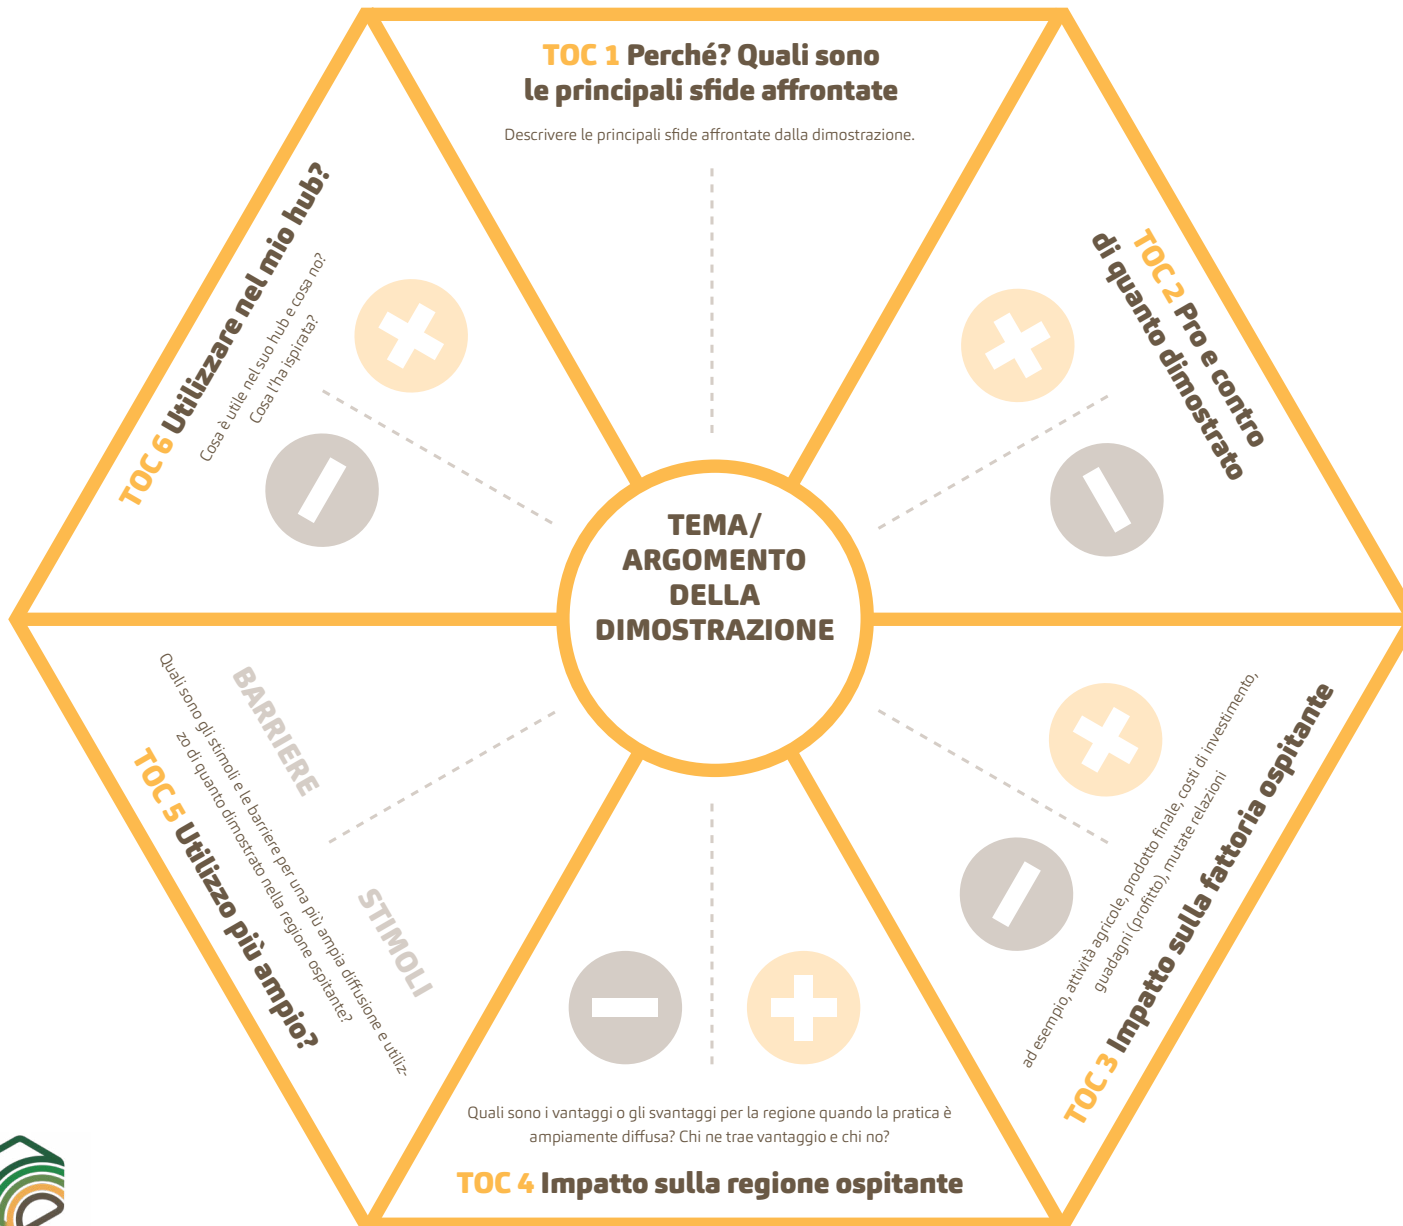 TOC 1 Perché? Quali sono
le principali sfide affrontate
Descrivere le principali sfide affrontate dalla dimostrazione.
TOC 2 Pro e contro
di quanto dimostrato
ad esempio, attività agricole, prodotto finale, costi di investimento,
guadagni (profitto), mutate relazioni
TOC 3 Impatto sulla fattoria ospitante
Quali sono i vantaggi o gli svantaggi per la regione quando la pratica è
ampiamente diffusa? Chi ne trae vantaggio e chi no?
TOC 4 Impatto sulla regione ospitante
BARRIERE
STIMOLI
Quali sono gli stimoli e le barriere per una più ampia diffusione e utiliz-
zo di quanto dimostrato nella regione ospitante?
TOC 5 Utilizzo più ampio?
TOC 6 Utilizzare nel mio hub?
Cosa è utile nel suo hub e cosa no?
Cosa l'ha ispirata?
TEMA/
ARGOMENTO
DELLA
DIMOSTRAZIONE